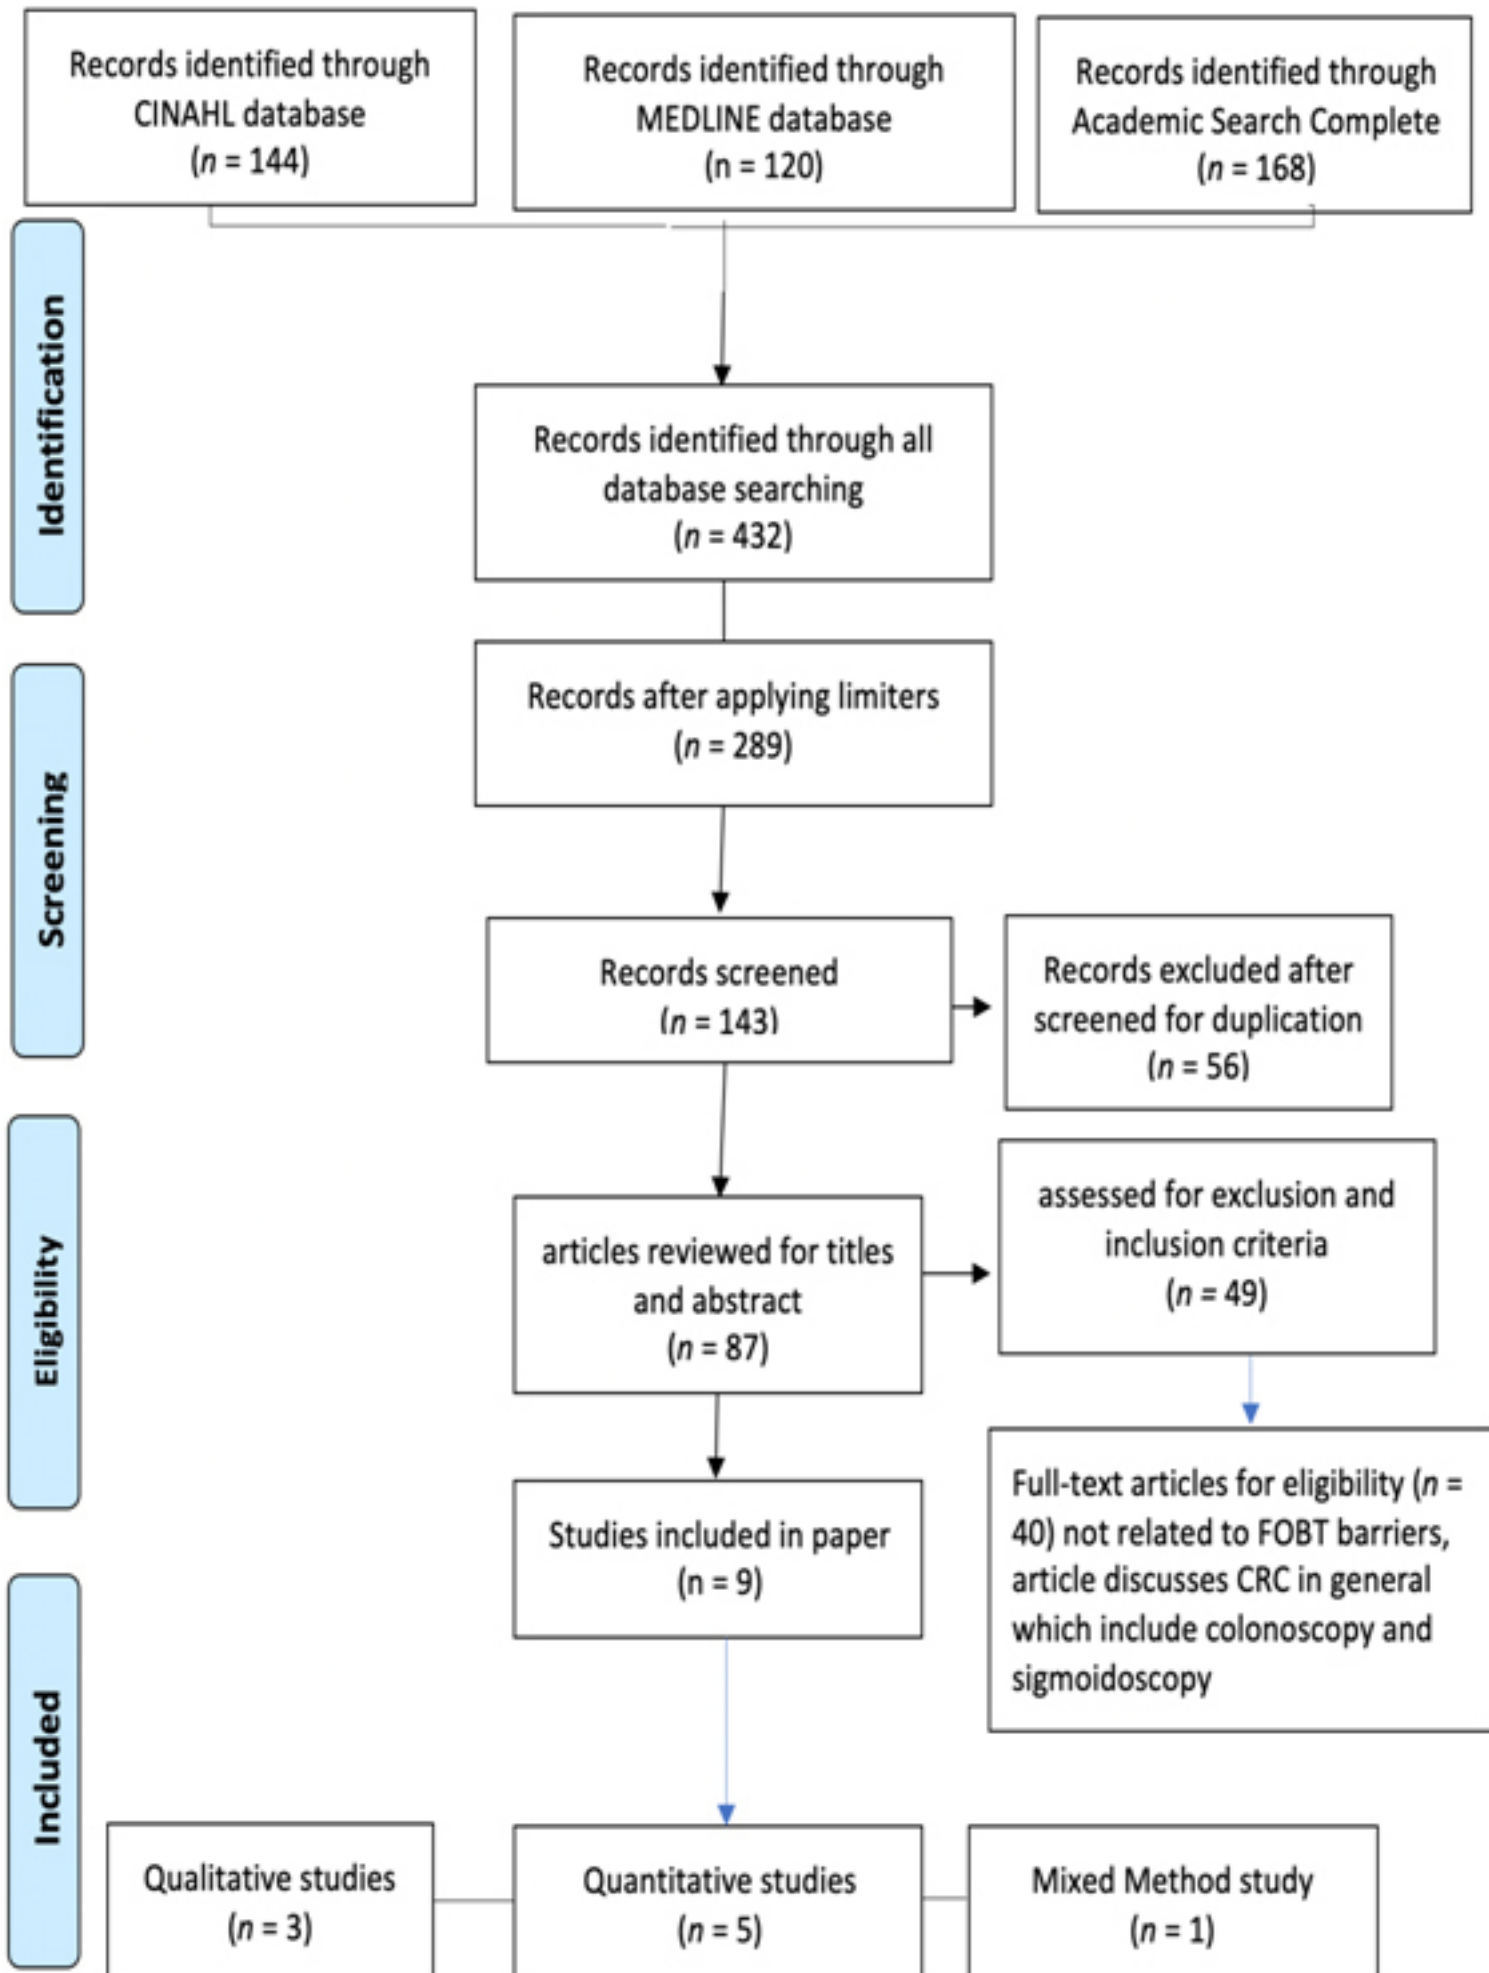 Records identified through
CINAHL database
(n = 144)
Records identified through
MEDLINE database
(n = 120)
Records identified through
Academic Search Complete
(n = 168)
Identification
Records identified through all
database searching
(n = 432)
Screening
Records after applying limiters
(n = 289)
Records screened
(n = 143)
Records excluded after
screened for duplication
(n = 56)
Eligibility
articles reviewed for titles
and abstract
(n = 87)
assessed for exclusion and
inclusion criteria
(n = 49)
Studies included in paper
(n = 9)
Full-text articles for eligibility (n =
40) not related to FOBT barriers,
article discusses CRC in general
which include colonoscopy and
sigmoidoscopy
Included
Qualitative studies
(n = 3)
Quantitative studies
(n = 5)
Mixed Method study
(n = 1)